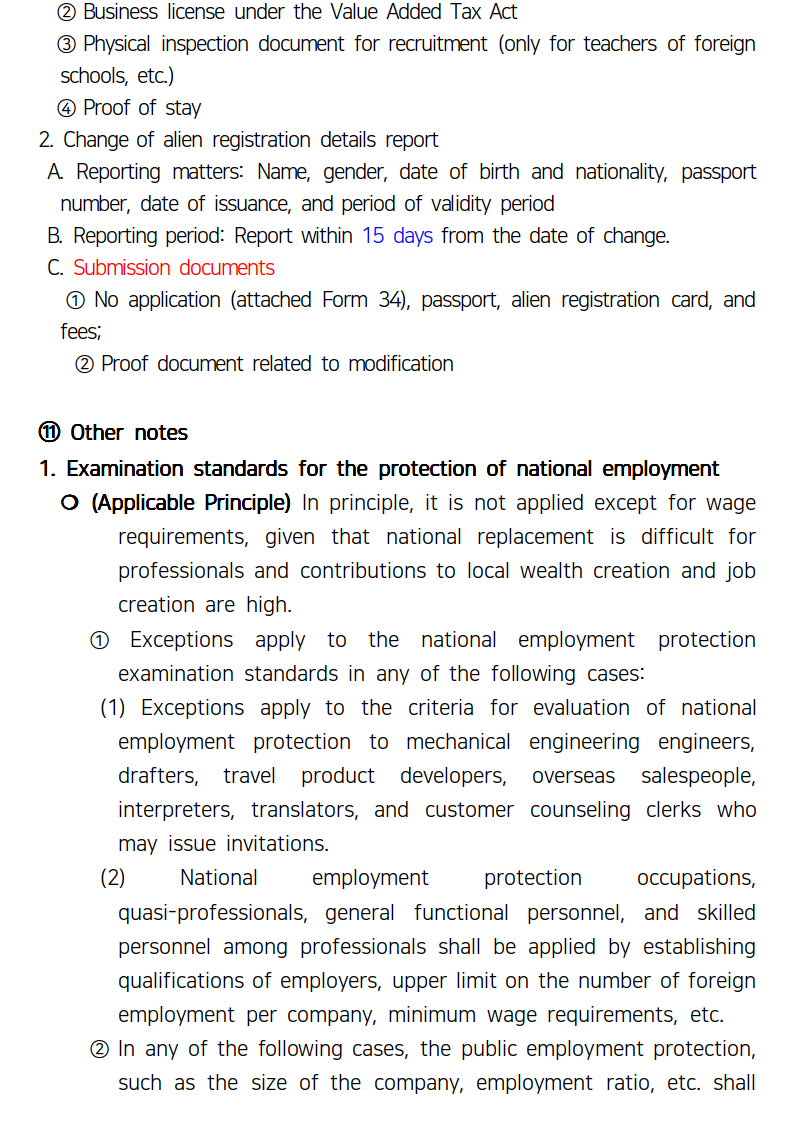 ② Business license under the Value Added Tax Act
③ Physical inspection document for recruitment (only for teachers of foreign
schools, etc.)
④ Proof of stay
2. Change of alien registration details report
A. Reporting matters: Name, gender, date of birth and nationality, passport
number, date of issuance, and period of validity period
B. Reporting period: Report within 15 days from the date of change.
C. Submission documents
① No application (attached Form 34), passport, alien registration card, and
fees;
② Proof document related to modification
⑪ Other notes
1. Examination standards for the protection of national employment
○ (Applicable Principle) In principle, it is not applied except for wage
requirements, given that national replacement is difficult for
professionals and contributions to local wealth creation and job
creation are high.
① Exceptions apply to the national employment protection
examination standards in any of the following cases:
(1) Exceptions apply to the criteria for evaluation of national
employment protection to mechanical engineering engineers,
drafters, travel product developers, overseas salespeople,
interpreters, translators, and customer counseling clerks who
may issue invitations.
(2) National employment protection occupations,
quasi-professionals, general functional personnel, and skilled
personnel among professionals shall be applied by establishing
qualifications of employers, upper limit on the number of foreign
employment per company, minimum wage requirements, etc.
② In any of the following cases, the public employment protection,
such as the size of the company, employment ratio, etc. shall